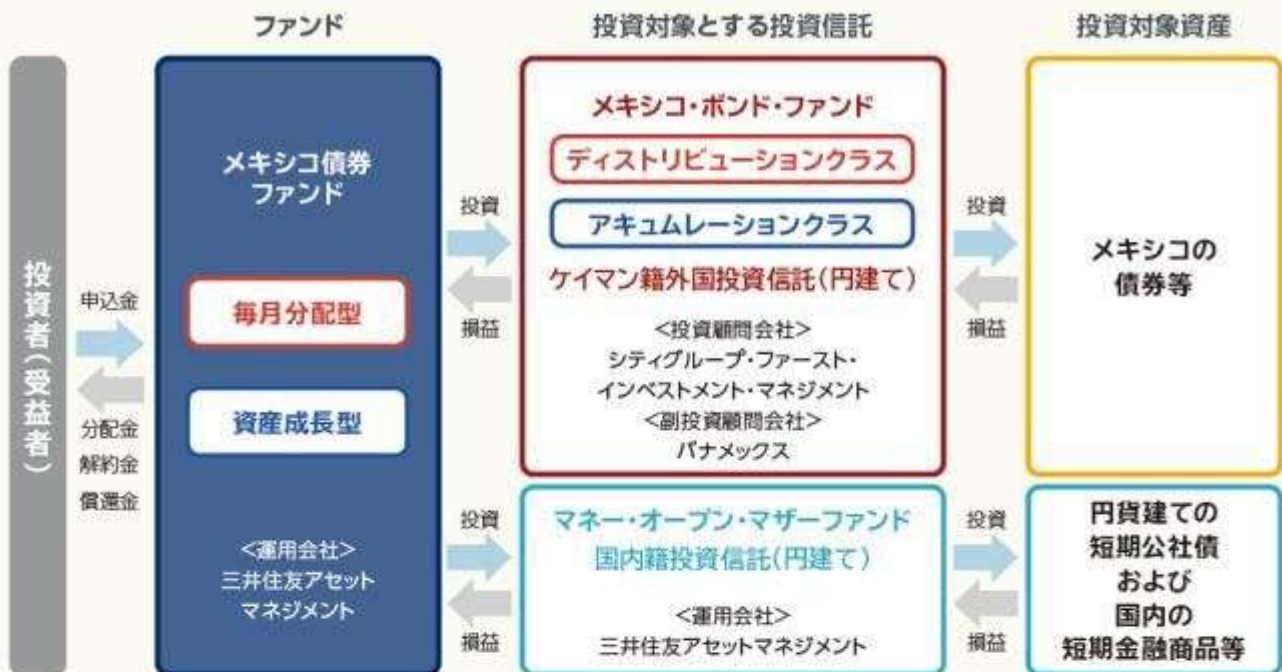 ファンド
投資対象とする投資信託
投資対象資産
投資者(受益者)
申込金
分配金
解約金
償還金
メキシコ債券
ファンド
毎月分配型
資産成長型
<運用会社>
三井住友アセット
マネジメント
投資
損益
メキシコ・ボンド・ファンド
ディストリビューションクラス
アキュムレーションクラス
ケイマン籍外国投資信託(円建て)
<投資顧問会社>
シティグループ・ファースト・
インベストメント・マネジメント
<副投資顧問会社>
バナメックス
投資
損益
メキシコの
債券等
投資
損益
マネー・オープン・マザーファンド
国内籍投資信託(円建て)
<運用会社>
三井住友アセットマネジメント
投資
損益
円貨建ての
短期公社債
および
国内の
短期金融商品等